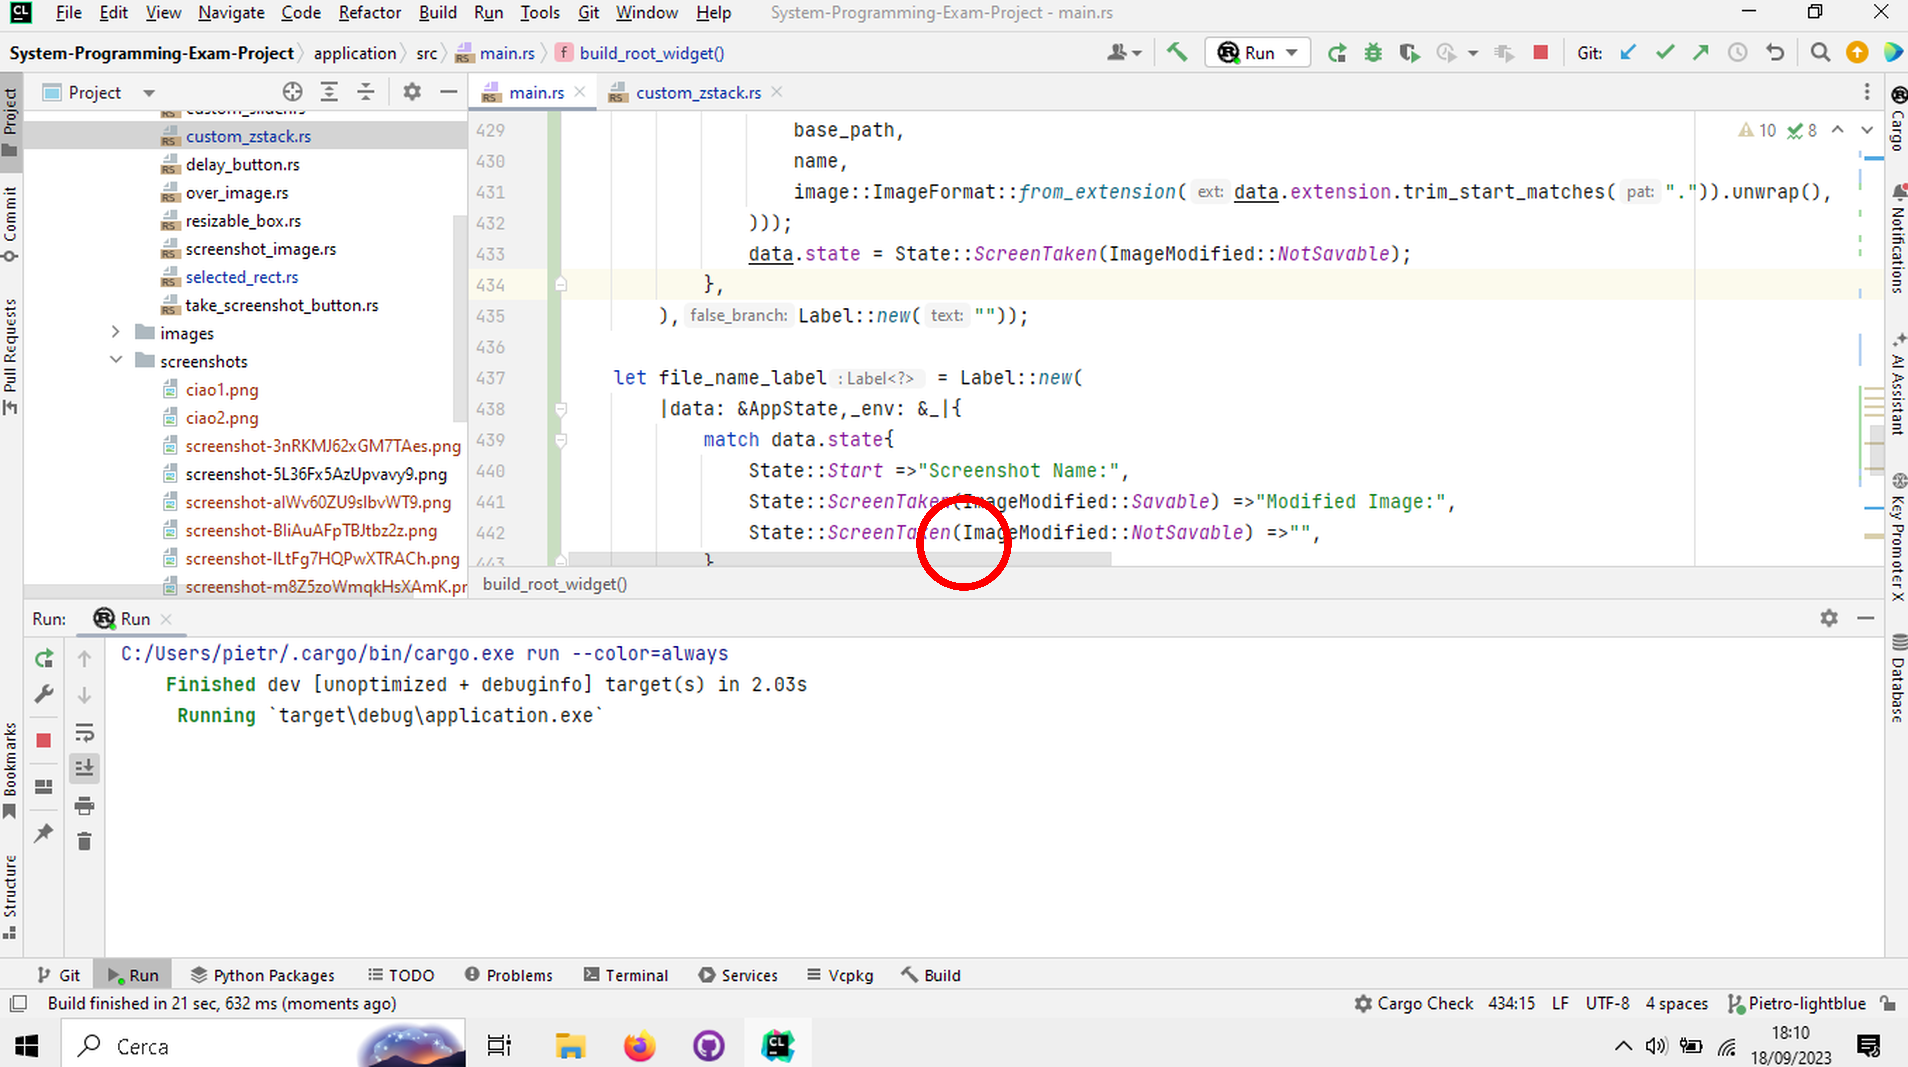 File Edit View Navigate Code Refactor Build Run Tools Git Window Help System-Programming-Exam-Project - main.rs
System-Programming-Exam-Project application src main.rs build_root_widget() Run Git:
Project
main.rs
custom_zstack.rs
custom_zstack.rs
delay_button.rs
over_image.rs
resizable_box.rs
screenshot_image.rs
selected_rect.rs
take_screenshot_button.rs
images
screenshots
ciao1.png
ciao2.png
screenshot-3nRKMJ62xGM7TAes.png
screenshot-5L36Fx5AzUpvavy9.png
screenshot-BliAuAFpTBJtbz2z.png
screenshot-ILtFg7HQPwXTRACh.png
screenshot-m8Z5zoWmqkHsXAmK.pr
429 base_path,
430 name,
431 image::ImageFormat::from_extension( ext: data.extension.trim_start_matches( pat: ".")).unwrap(),
432 )));
433 data.state = State::ScreenTaken(ImageModified::NotSavable);
434 },
435 ), false_branch: Label::new( text: ""));
436
437 let file_name_label : Label<?> = Label::new(
438 |data: &AppState,_env: &_|{
439 match data.state{
440 State::Start =>"Screenshot Name:",
441 State::ScreenTaken(ImageModified::Savable) =>"Modified Image:",
442 State::ScreenTaken(ImageModified::NotSavable) =>"",
443 }
10 8
build_root_widget()
Project
Commit
Pull Requests
Bookmarks
Structure
Cargo
Notifications
AI Assistant
Key Promoter X
Database
Run: Run
C:/Users/pietr/.cargo/bin/cargo.exe run --color=always
Finished dev [unoptimized + debuginfo] target(s) in 2.03s
Running `target\debug\application.exe`
Git Run Python Packages TODO Problems Terminal Services Vcpkg Build
Build finished in 21 sec, 632 ms (moments ago) Cargo Check 434:15 LF UTF-8 4 spaces Pietro-lightblue
Cerca
18:10
18/09/2023